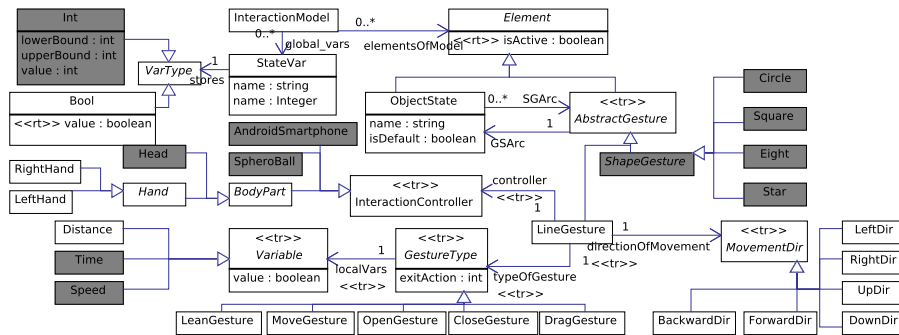 Int
lowerBound : int
upperBound : int
value : int
InteractionModel
0..*
Element
<<rt>> isActive : boolean
0..*
global_vars
elementsOfModel
VarType
1
stores
StateVar
name : string
name : Integer
Bool
<<rt>> value : boolean
ObjectState
name : string
isDefault : boolean
0..*
SGArc
1
GSArc
<<tr>>
AbstractGesture
Circle
Square
Eight
Star
ShapeGesture
AndroidSmartphone
SpheroBall
Head
RightHand
LeftHand
Hand
BodyPart
<<tr>>
InteractionController
controller
<<tr>>
1
LineGesture
1
directionOfMovement
<<tr>>
1
<<tr>>
MovementDir
LeftDir
RightDir
UpDir
DownDir
BackwardDir
ForwardDir
Distance
Time
Speed
<<tr>>
Variable
value : boolean
1
localVars
<<tr>>
<<tr>>
GestureType
exitAction : int
typeOfGesture
<<tr>>
LeanGesture
MoveGesture
OpenGesture
CloseGesture
DragGesture